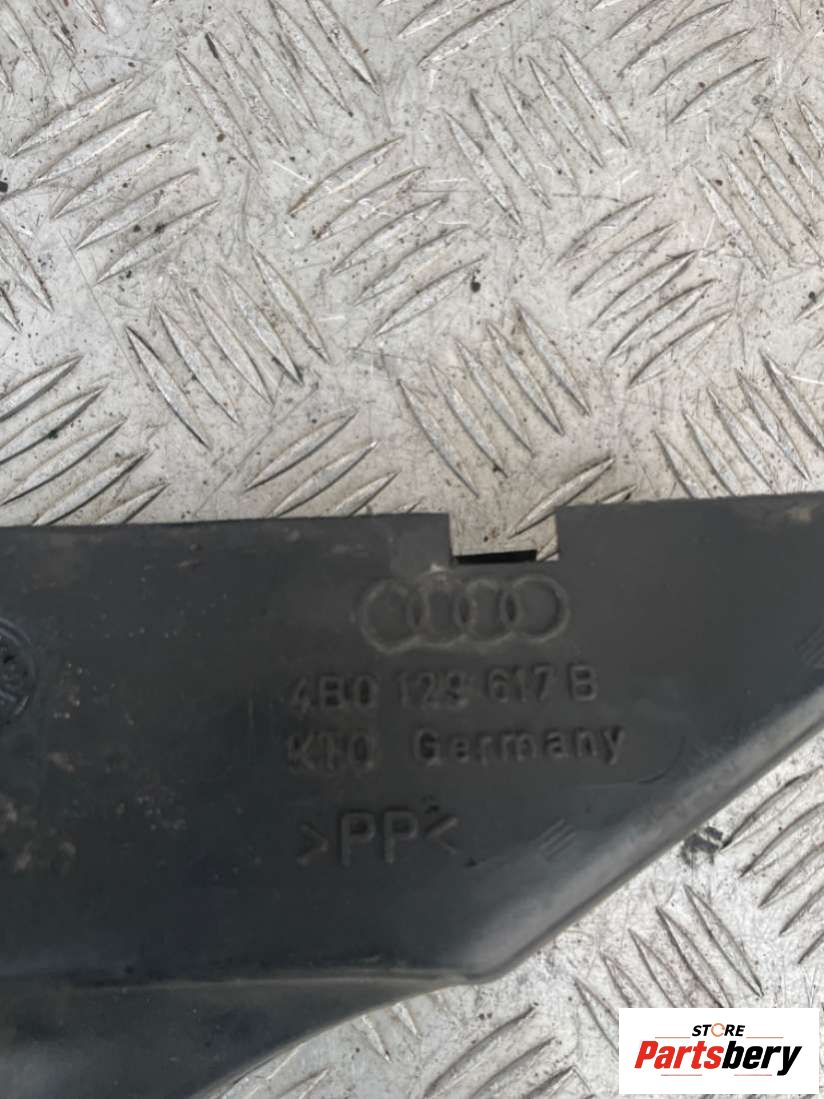 4B0 129 617 B
KTO Germany
>PP<
STORE
Partsbery